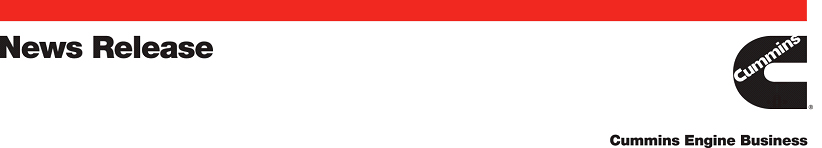 News Release
Cummins
®
Cummins Engine Business